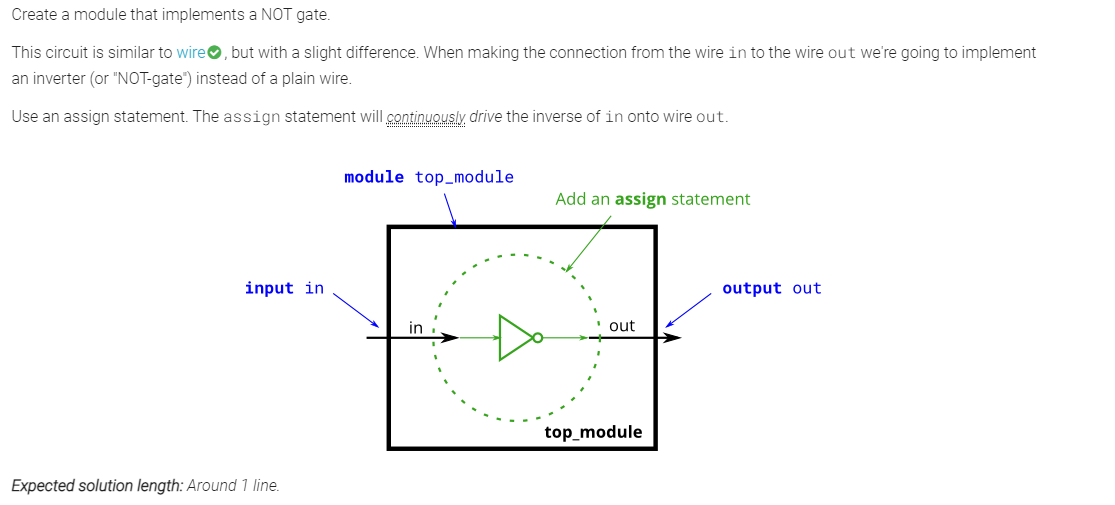 Create a module that implements a NOT gate.
This circuit is similar to wire, but with a slight difference. When making the connection from the wire in to the wire out we're going to implement
an inverter (or "NOT-gate") instead of a plain wire.
Use an assign statement. The assign statement will continuously drive the inverse of in onto wire out.
module top_module
Add an assign statement
input in
output out
in
out
top_module
Expected solution length: Around 1 line.